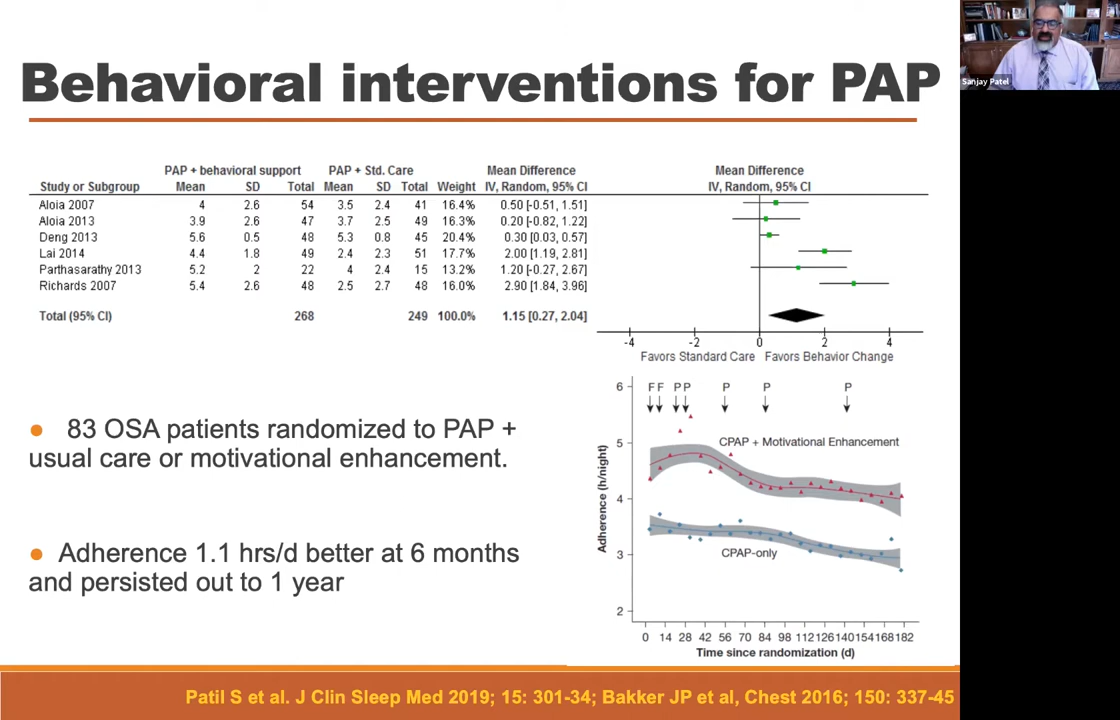 Behavioral interventions for PAP
Sanjay Patel
PAP + behavioral support PAP + Std. Care Mean Difference Mean Difference
Study or Subgroup Mean SD Total Mean SD Total Weight IV, Random, 95% CI IV, Random, 95% CI
Aloia 2007 4 2.6 54 3.5 2.4 41 16.4% 0.50 [-0.51, 1.51]
Aloia 2013 3.9 2.6 47 3.7 2.5 49 16.3% 0.20 [-0.82, 1.22]
Deng 2013 5.6 0.5 48 5.3 0.8 45 20.4% 0.30 [0.03, 0.57]
Lai 2014 4.4 1.8 49 2.4 2.3 51 17.7% 2.00 [1.19, 2.81]
Parthasarathy 2013 5.2 2 22 4 2.4 15 13.2% 1.20 [-0.27, 2.67]
Richards 2007 5.4 2.6 48 2.5 2.7 48 16.0% 2.90 [1.84, 3.96]
Total (95% CI) 268 249 100.0% 1.15 [0.27, 2.04]
-4 -2 0 2 4
Favors Standard Care Favors Behavior Change
● 83 OSA patients randomized to PAP +
usual care or motivational enhancement.
● Adherence 1.1 hrs/d better at 6 months
and persisted out to 1 year
F F P P P P P
6
5
4
3
2
Adherence (h/night)
CPAP + Motivational Enhancement
CPAP-only
0 14 28 42 56 70 84 98 112 126 140 154 168 182
Time since randomization (d)
Patil S et al. J Clin Sleep Med 2019; 15: 301-34; Bakker JP et al, Chest 2016; 150: 337-45